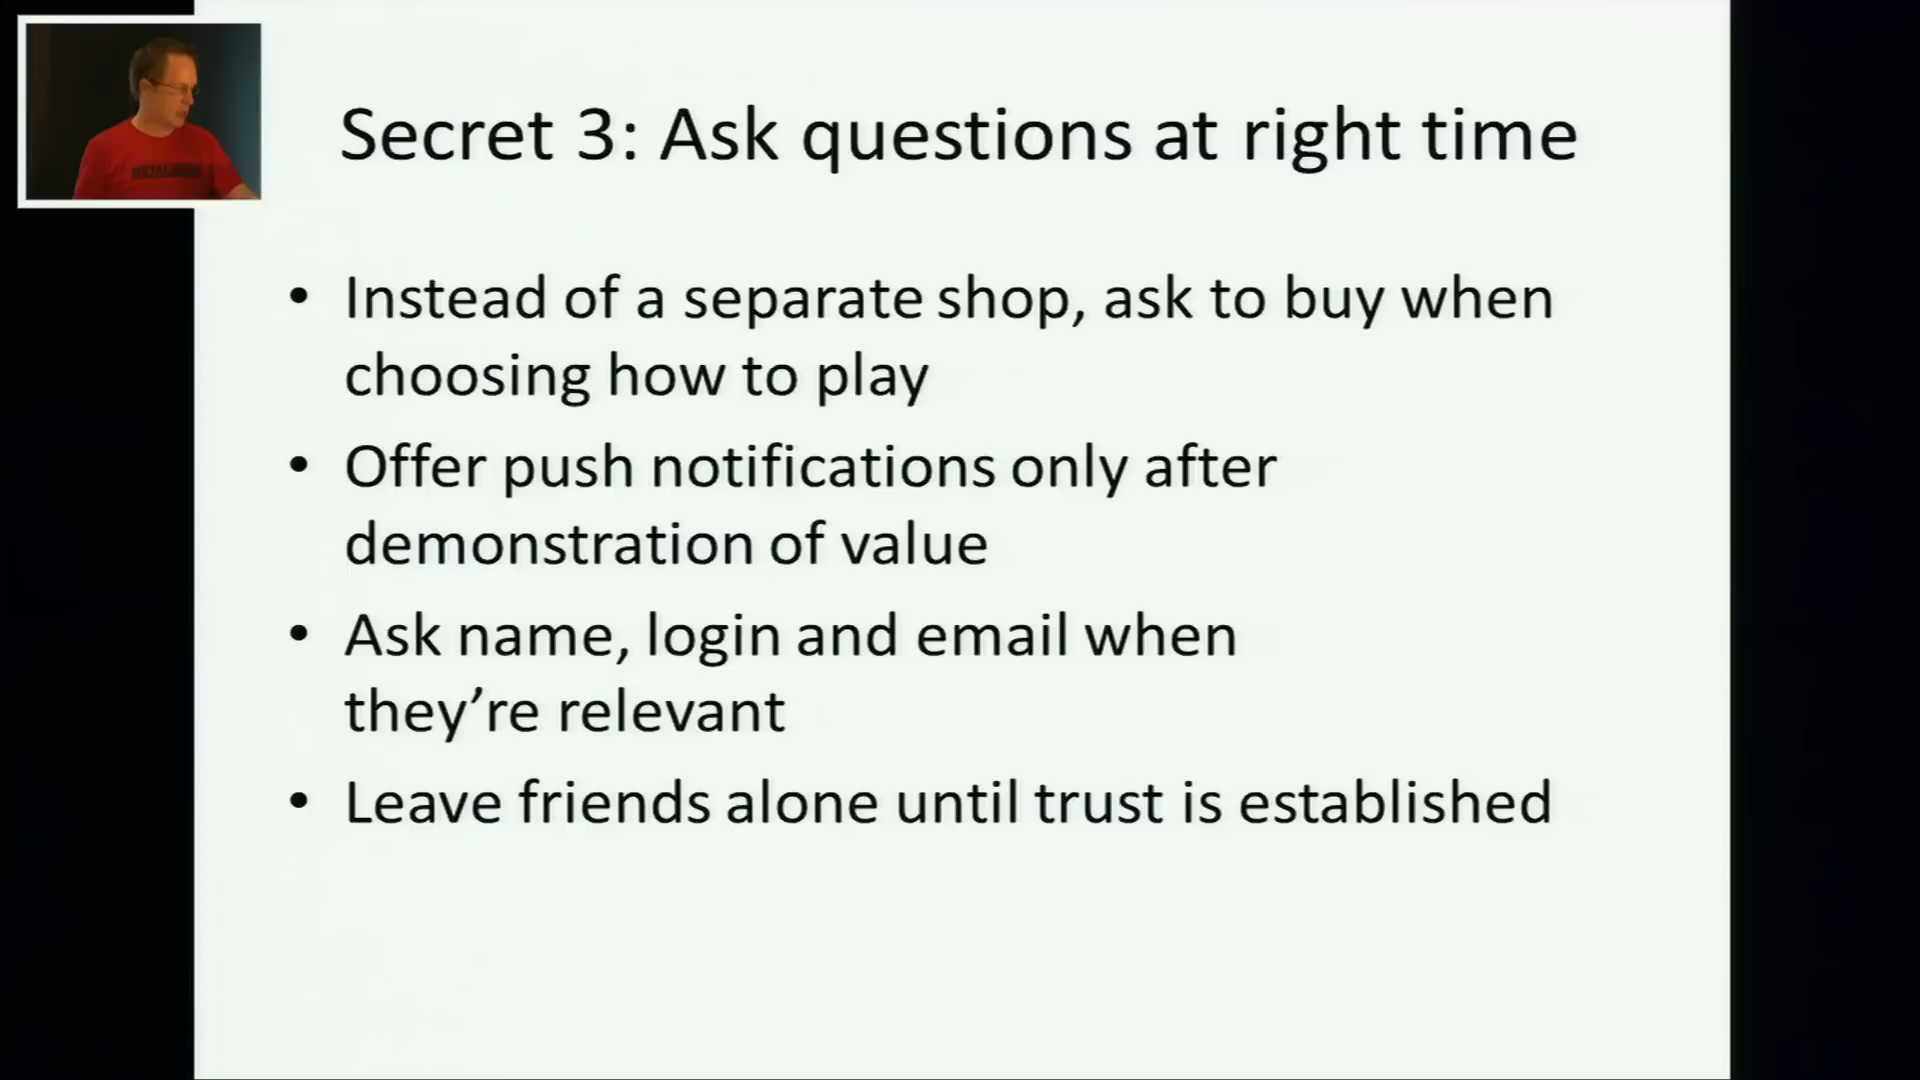 Secret 3: Ask questions at right time
• Instead of a separate shop, ask to buy when
choosing how to play
• Offer push notifications only after
demonstration of value
• Ask name, login and email when
they’re relevant
• Leave friends alone until trust is established